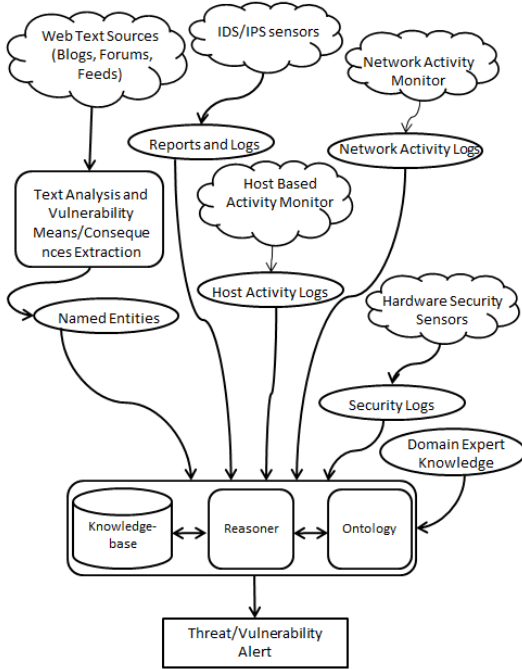 Web Text Sources
(Blogs, Forums,
Feeds)
IDS/IPS sensors
Network Activity
Monitor
Reports and Logs
Network Activity Logs
Text Analysis and
Vulnerability
Means/Conseque
nces Extraction
Host Based
Activity Monitor
Host Activity Logs
Hardware Security
Sensors
Named Entities
Security Logs
Domain Expert
Knowledge
Knowledge-
base
Reasoner
Ontology
Threat/Vulnerability
Alert